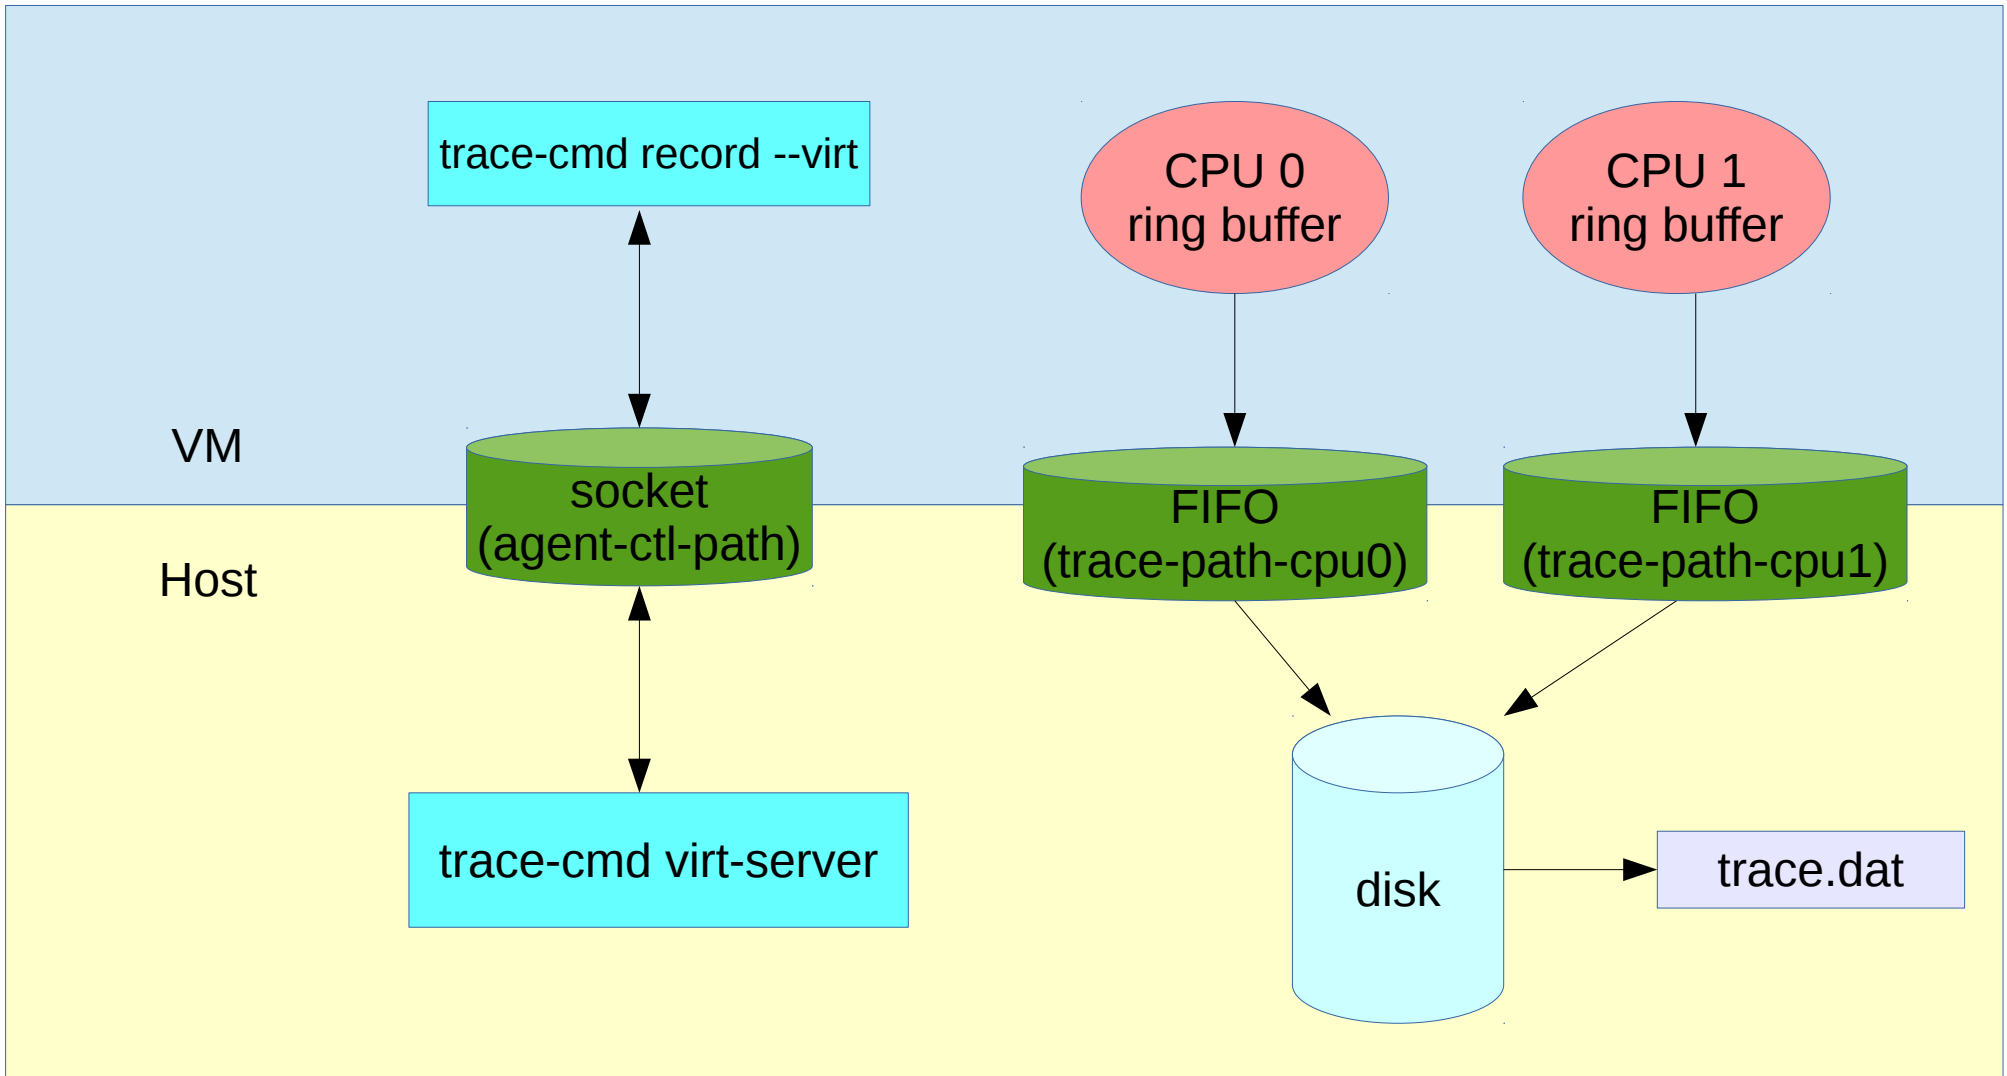 trace-cmd record --virt
CPU 0
ring buffer
CPU 1
ring buffer
VM
socket
(agent-ctl-path)
FIFO
(trace-path-cpu0)
FIFO
(trace-path-cpu1)
Host
trace-cmd virt-server
disk
trace.dat